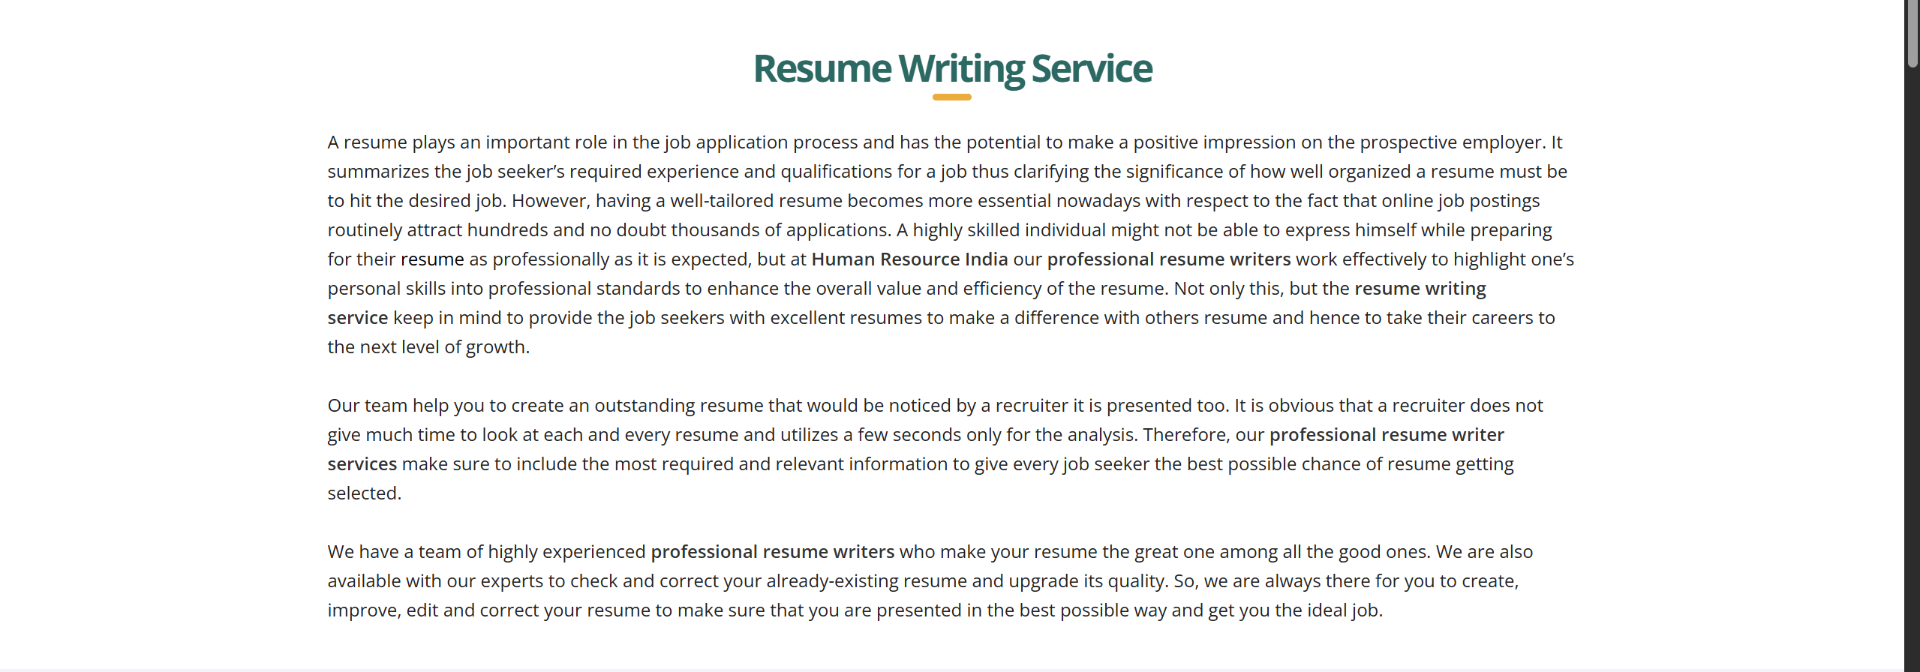 Resume Writing Service
A resume plays an important role in the job application process and has the potential to make a positive impression on the prospective employer. It
summarizes the job seeker’s required experience and qualifications for a job thus clarifying the significance of how well organized a resume must be
to hit the desired job. However, having a well-tailored resume becomes more essential nowadays with respect to the fact that online job postings
routinely attract hundreds and no doubt thousands of applications. A highly skilled individual might not be able to express himself while preparing
for their resume as professionally as it is expected, but at Human Resource India our professional resume writers work effectively to highlight one’s
personal skills into professional standards to enhance the overall value and efficiency of the resume. Not only this, but the resume writing
service keep in mind to provide the job seekers with excellent resumes to make a difference with others resume and hence to take their careers to
the next level of growth.
Our team help you to create an outstanding resume that would be noticed by a recruiter it is presented too. It is obvious that a recruiter does not
give much time to look at each and every resume and utilizes a few seconds only for the analysis. Therefore, our professional resume writer
services make sure to include the most required and relevant information to give every job seeker the best possible chance of resume getting
selected.
We have a team of highly experienced professional resume writers who make your resume the great one among all the good ones. We are also
available with our experts to check and correct your already-existing resume and upgrade its quality. So, we are always there for you to create,
improve, edit and correct your resume to make sure that you are presented in the best possible way and get you the ideal job.